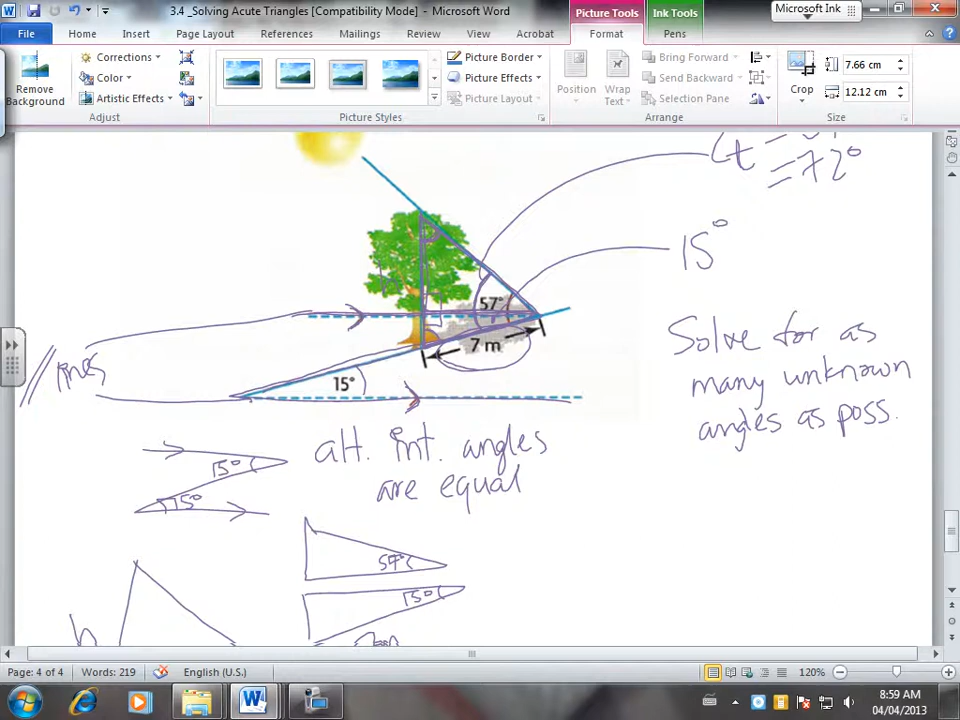 3.4 _Solving Acute Triangles [Compatibility Mode] - Microsoft Word
Picture Tools
Ink Tools
Microsoft Ink
File
Home
Insert
Page Layout
References
Mailings
Review
View
Acrobat
Format
Pens
Remove Background
Corrections
Color
Artistic Effects
Adjust
Picture Styles
Picture Border
Picture Effects
Picture Layout
Position
Wrap Text
Bring Forward
Send Backward
Selection Pane
Arrange
Crop
7.66 cm
12.12 cm
Size
= 72°
15°
57°
7 m
15°
// lines
Solve for as
many unknown
angles as poss.
alt. int. angles
are equal
15°
15°
57°
15°
h
Page: 4 of 4
Words: 219
English (U.S.)
120%
8:59 AM
04/04/2013